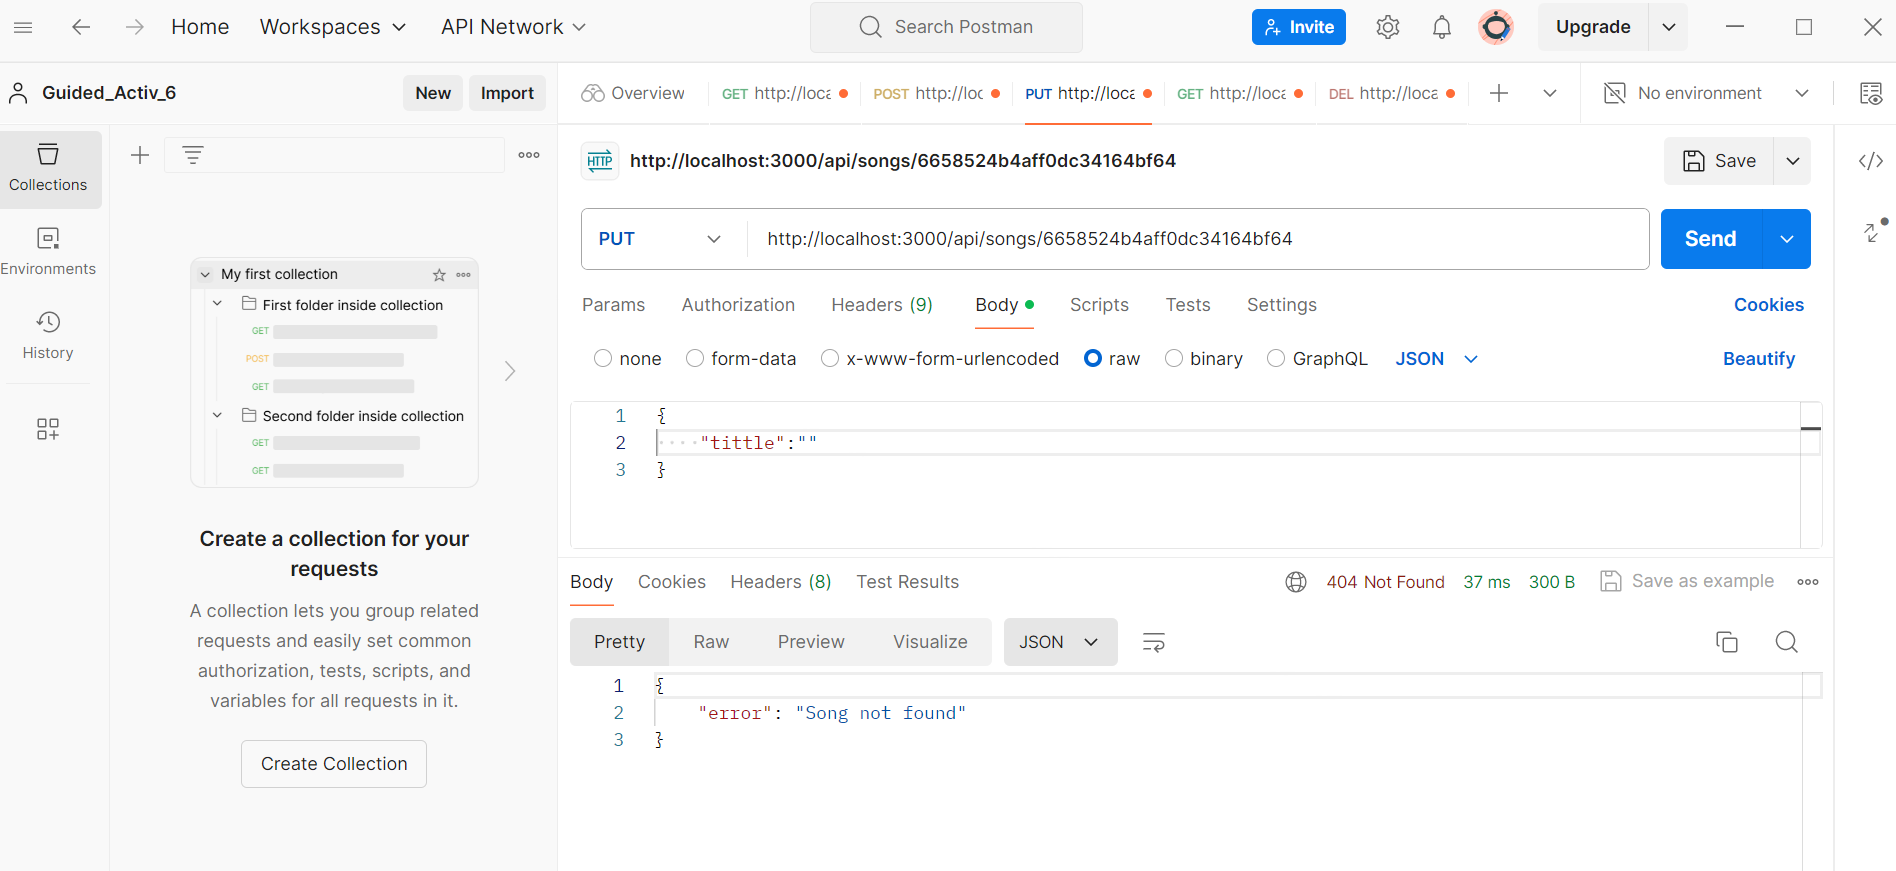 Home Workspaces API Network Search Postman Invite Upgrade
Guided_Activ_6 New Import
Overview GET http://loca POST http://loc PUT http://loca GET http://loca DEL http://loca No environment
Collections
Environments
History
My first collection
First folder inside collection
GET
POST
GET
Second folder inside collection
GET
GET
Create a collection for your
requests
A collection lets you group related
requests and easily set common
authorization, tests, scripts, and
variables for all requests in it.
Create Collection
HTTP http://localhost:3000/api/songs/6658524b4aff0dc34164bf64 Save </>
PUT http://localhost:3000/api/songs/6658524b4aff0dc34164bf64 Send
Params Authorization Headers (9) Body Scripts Tests Settings Cookies
none form-data x-www-form-urlencoded raw binary GraphQL JSON Beautify
1 {
2 "tittle":""
3 }
Body Cookies Headers (8) Test Results 404 Not Found 37 ms 300 B Save as example
Pretty Raw Preview Visualize JSON
1 {
2 "error": "Song not found"
3 }